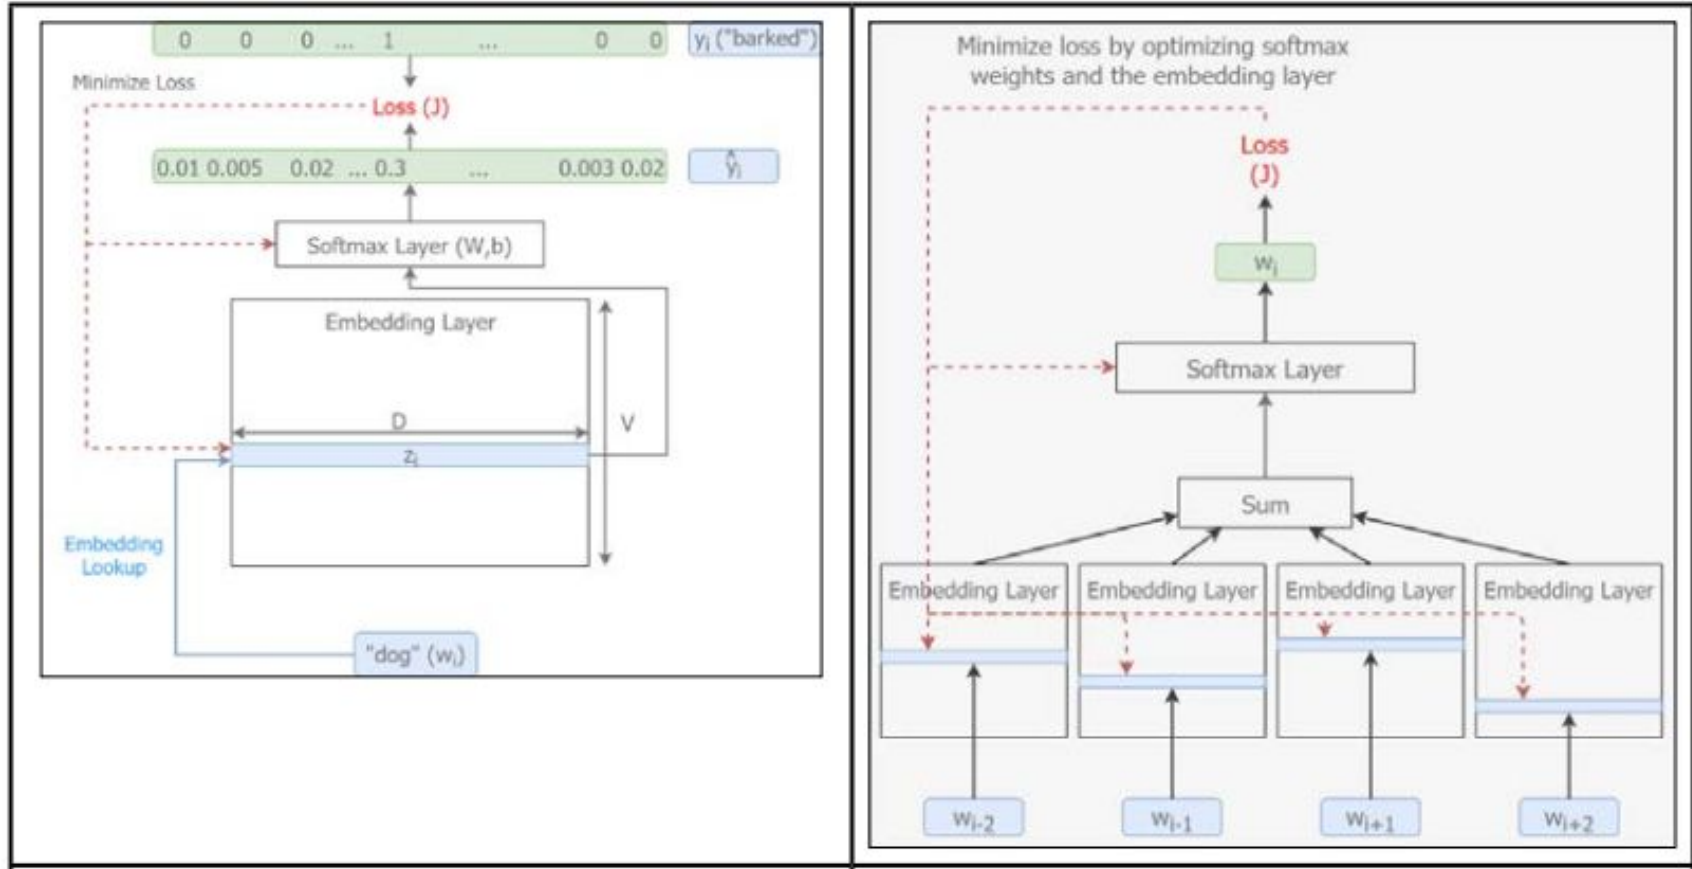 0 0 0 ... 1 ... 0 0
yi ("barked")
Minimize Loss
Loss (J)
0.01 0.005 0.02 ... 0.3 ... 0.003 0.02
ŷi
Softmax Layer (W,b)
Embedding Layer
D
V
zi
Embedding
Lookup
"dog" (wi)
Minimize loss by optimizing softmax
weights and the embedding layer
Loss
(J)
wi
Softmax Layer
Sum
Embedding Layer Embedding Layer Embedding Layer Embedding Layer
wi-2 wi-1 wi+1 wi+2